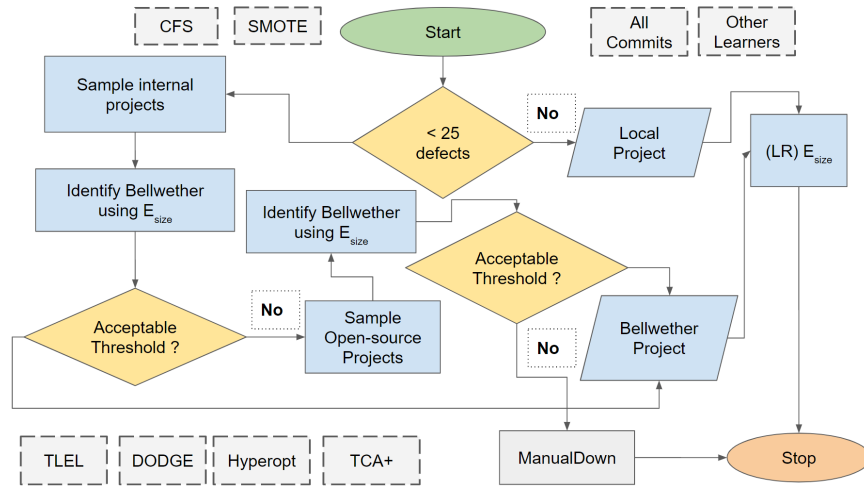 CFS
SMOTE
Start
All
Commits
Other
Learners
Sample internal
projects
< 25
defects
No
Local
Project
(LR) Esize
Identify Bellwether
using Esize
Identify Bellwether
using Esize
Acceptable
Threshold ?
Acceptable
Threshold ?
No
Sample
Open-source
Projects
No
Bellwether
Project
TLEL
DODGE
Hyperopt
TCA+
ManualDown
Stop